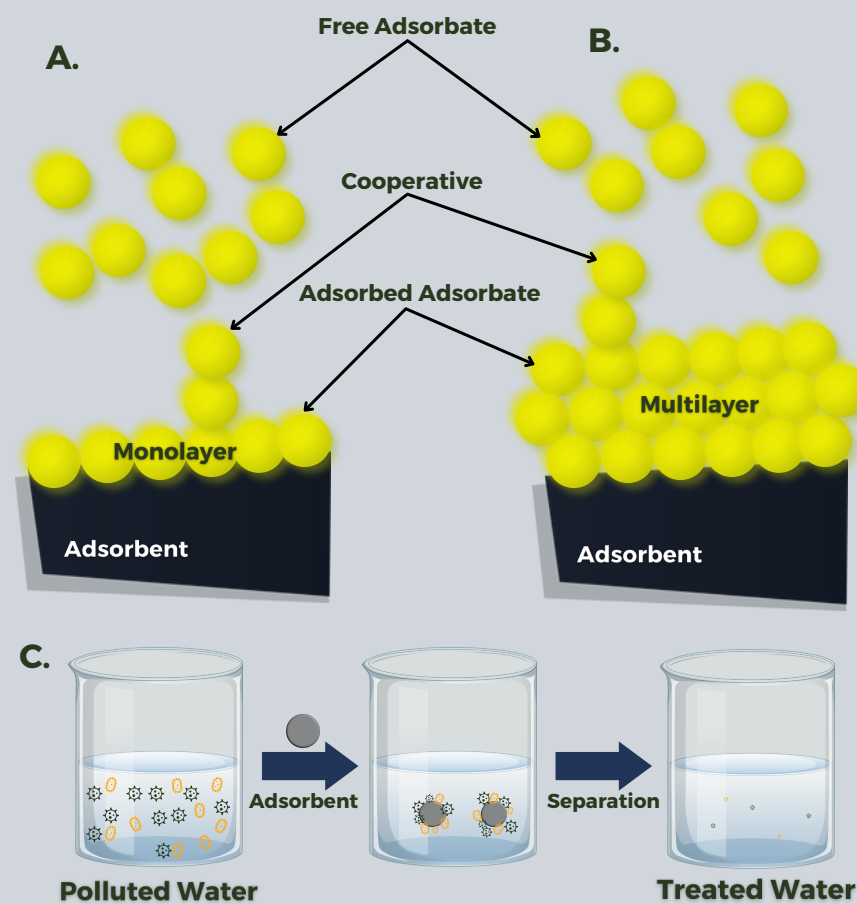 Free Adsorbate
A.
B.
Cooperative
Adsorbed Adsorbate
Multilayer
Monolayer
Adsorbent
Adsorbent
C.
Adsorbent
Separation
Polluted Water
Treated Water